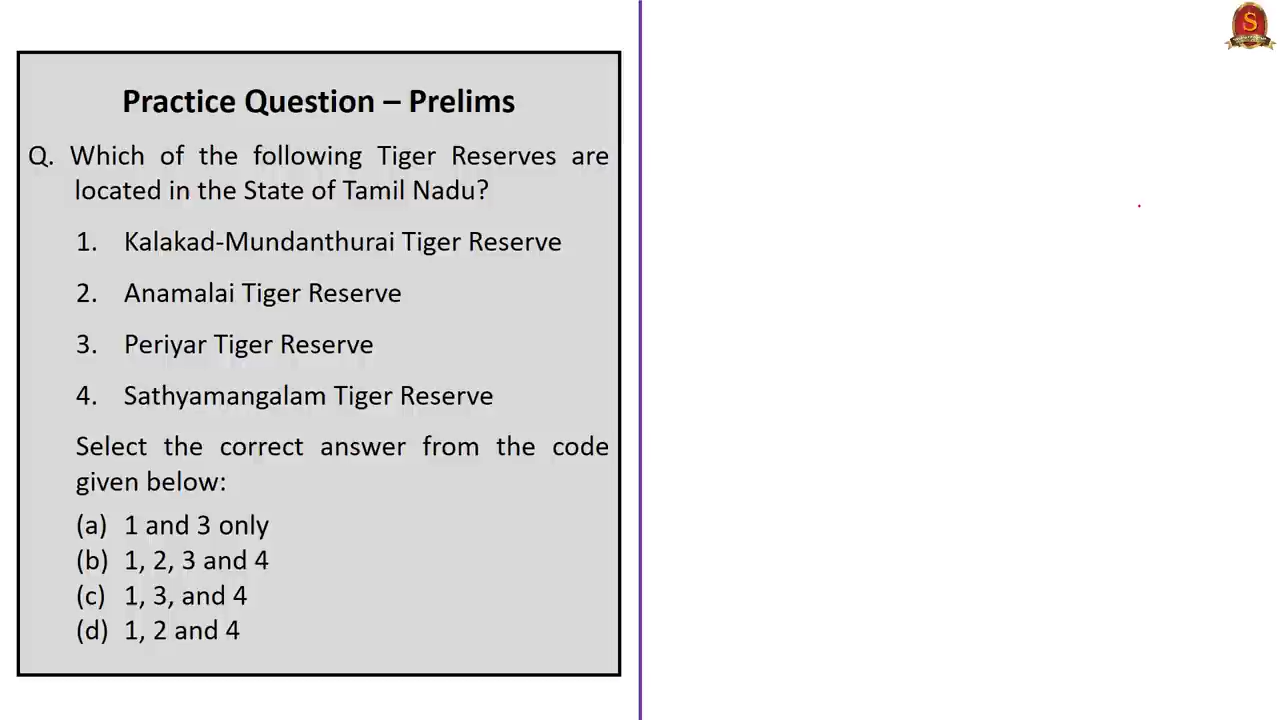 S
Practice Question – Prelims
Q. Which of the following Tiger Reserves are
located in the State of Tamil Nadu?
1. Kalakad-Mundanthurai Tiger Reserve
2. Anamalai Tiger Reserve
3. Periyar Tiger Reserve
4. Sathyamangalam Tiger Reserve
Select the correct answer from the code
given below:
(a) 1 and 3 only
(b) 1, 2, 3 and 4
(c) 1, 3, and 4
(d) 1, 2 and 4